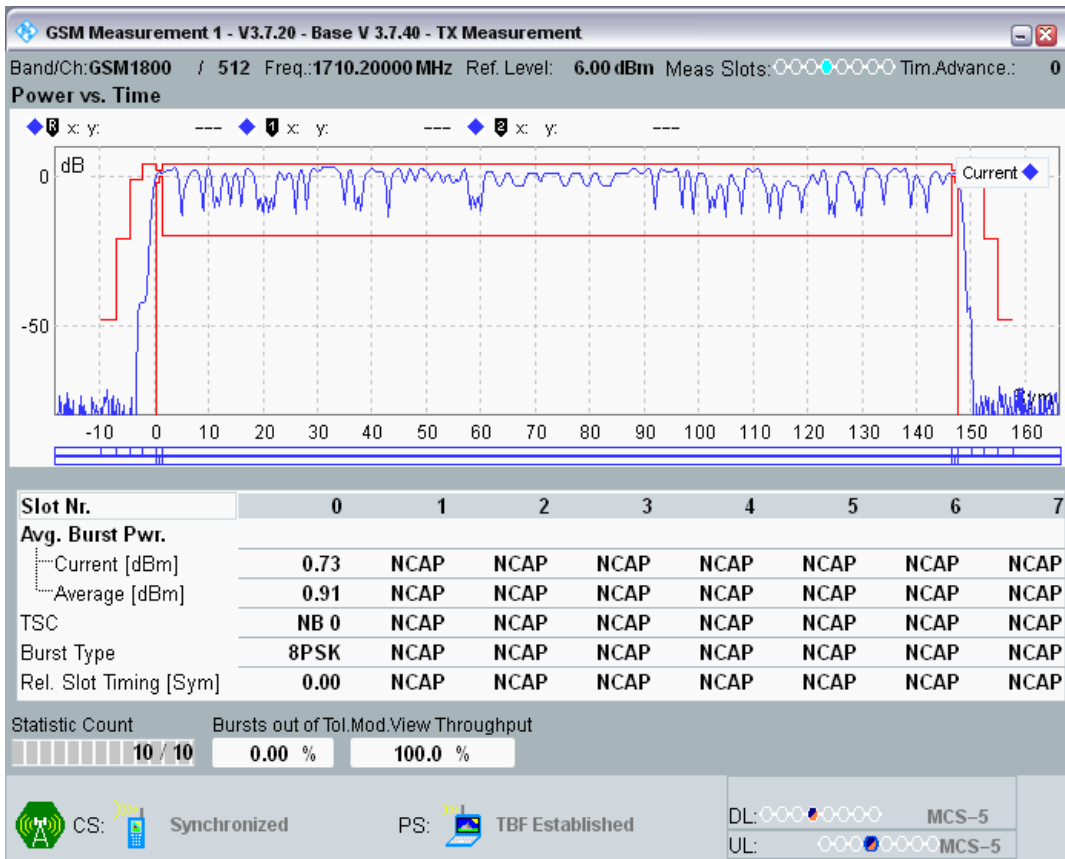 GSM Measurement 1 - V3.7.20 - Base V 3.7.40 - TX Measurement
Band/Ch:GSM1800 / 512 Freq.:1710.20000 MHz Ref. Level: 6.00 dBm Meas Slots: Tim.Advance.: 0
Power vs. Time
R x: y: --- 1 x: y: --- 2 x: y: ---
dB
Current
0
-50
Sym
-10 0 10 20 30 40 50 60 70 80 90 100 110 120 130 140 150 160
Slot Nr. 0 1 2 3 4 5 6 7
Avg. Burst Pwr.
Current [dBm] 0.73 NCAP NCAP NCAP NCAP NCAP NCAP NCAP
Average [dBm] 0.91 NCAP NCAP NCAP NCAP NCAP NCAP NCAP
TSC NB 0 NCAP NCAP NCAP NCAP NCAP NCAP NCAP
Burst Type 8PSK NCAP NCAP NCAP NCAP NCAP NCAP NCAP
Rel. Slot Timing [Sym] 0.00 NCAP NCAP NCAP NCAP NCAP NCAP NCAP
Statistic Count Bursts out of Tol.Mod.View Throughput
10 / 10 0.00 % 100.0 %
CS: Synchronized PS: TBF Established
DL: MCS-5
UL: MCS-5